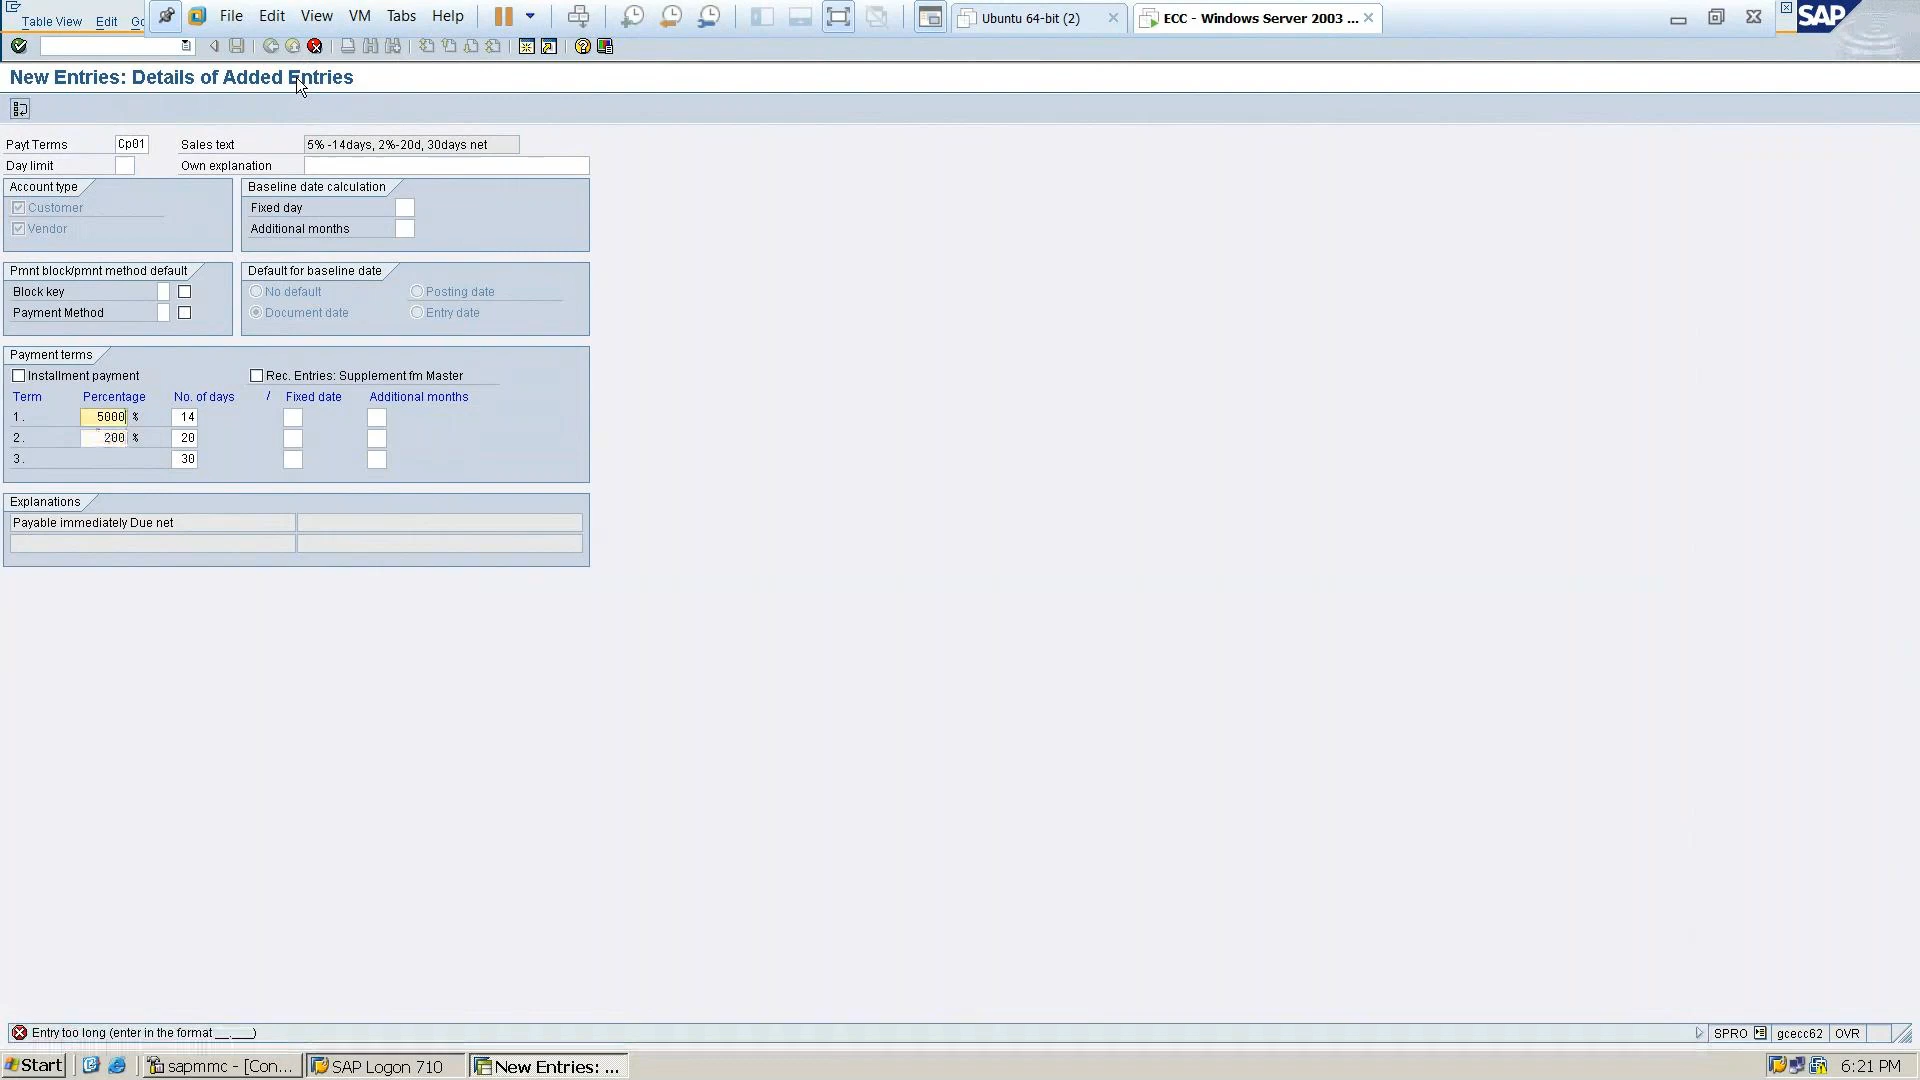 Table View Edit Go File Edit View VM Tabs Help Ubuntu 64-bit (2) ECC - Windows Server 2003 ... SAP
New Entries: Details of Added Entries
Payt Terms Cp01 Sales text 5% -14days, 2%-20d, 30days net
Day limit Own explanation
Account type Baseline date calculation
Customer Fixed day
Vendor Additional months
Pmnt block/pmnt method default Default for baseline date
Block key No default Posting date
Payment Method Document date Entry date
Payment terms
Installment payment Rec. Entries: Supplement fm Master
Term Percentage No. of days / Fixed date Additional months
1. 5000 % 14
2. 200 % 20
3. 30
Explanations
Payable immediately Due net
Entry too long (enter in the format __.___) SPRO gcecc62 OVR
Start sapmmc - [Con... SAP Logon 710 New Entries: ... 6:21 PM